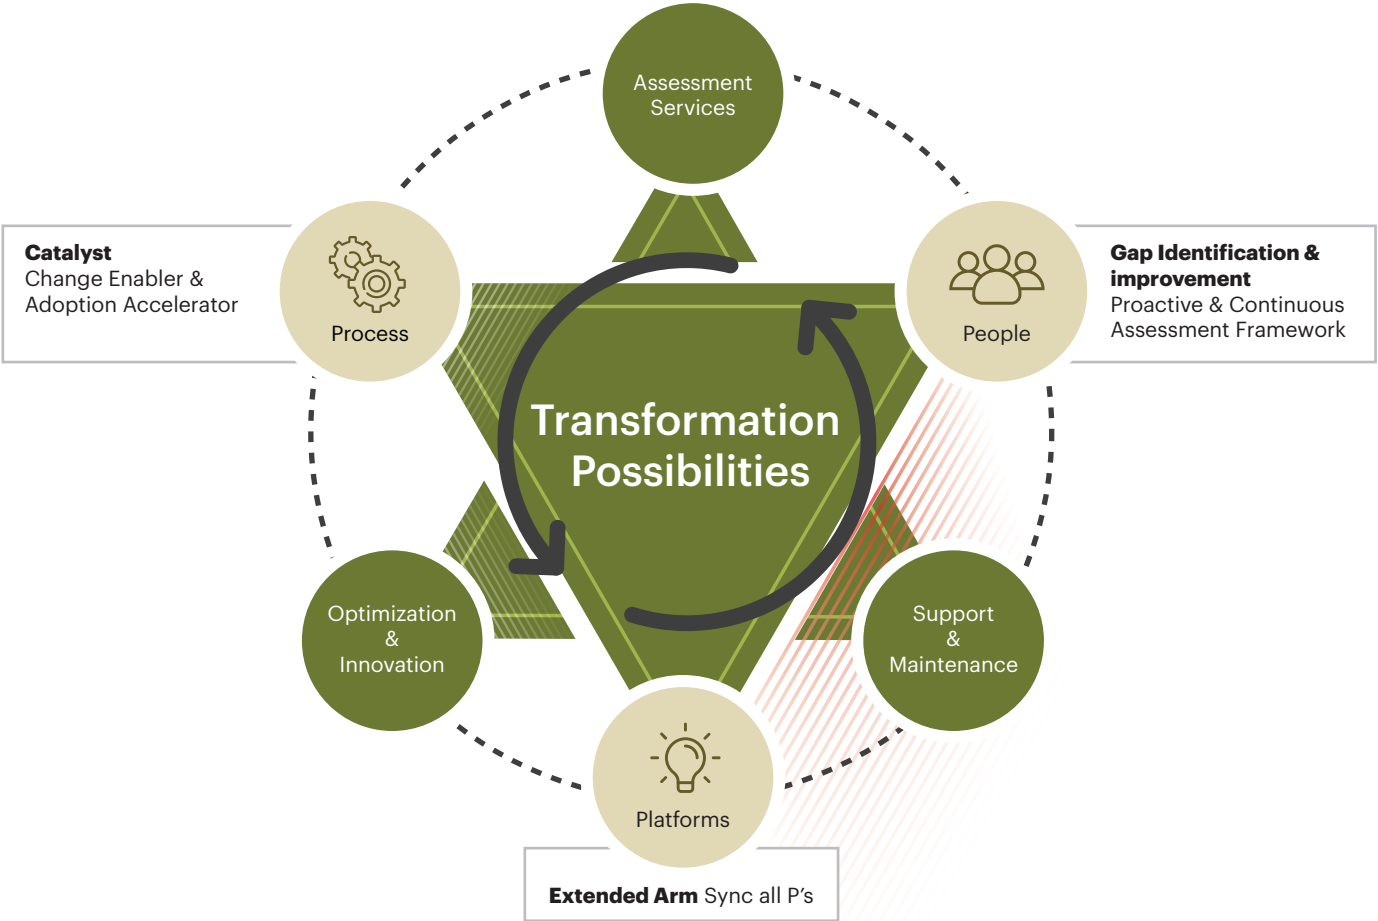 Assessment
Services
Catalyst
Change Enabler &
Adoption Accelerator
Process
People
Gap Identification &
improvement
Proactive & Continuous
Assessment Framework
Transformation
Possibilities
Optimization
&
Innovation
Support
&
Maintenance
Platforms
Extended Arm Sync all P’s